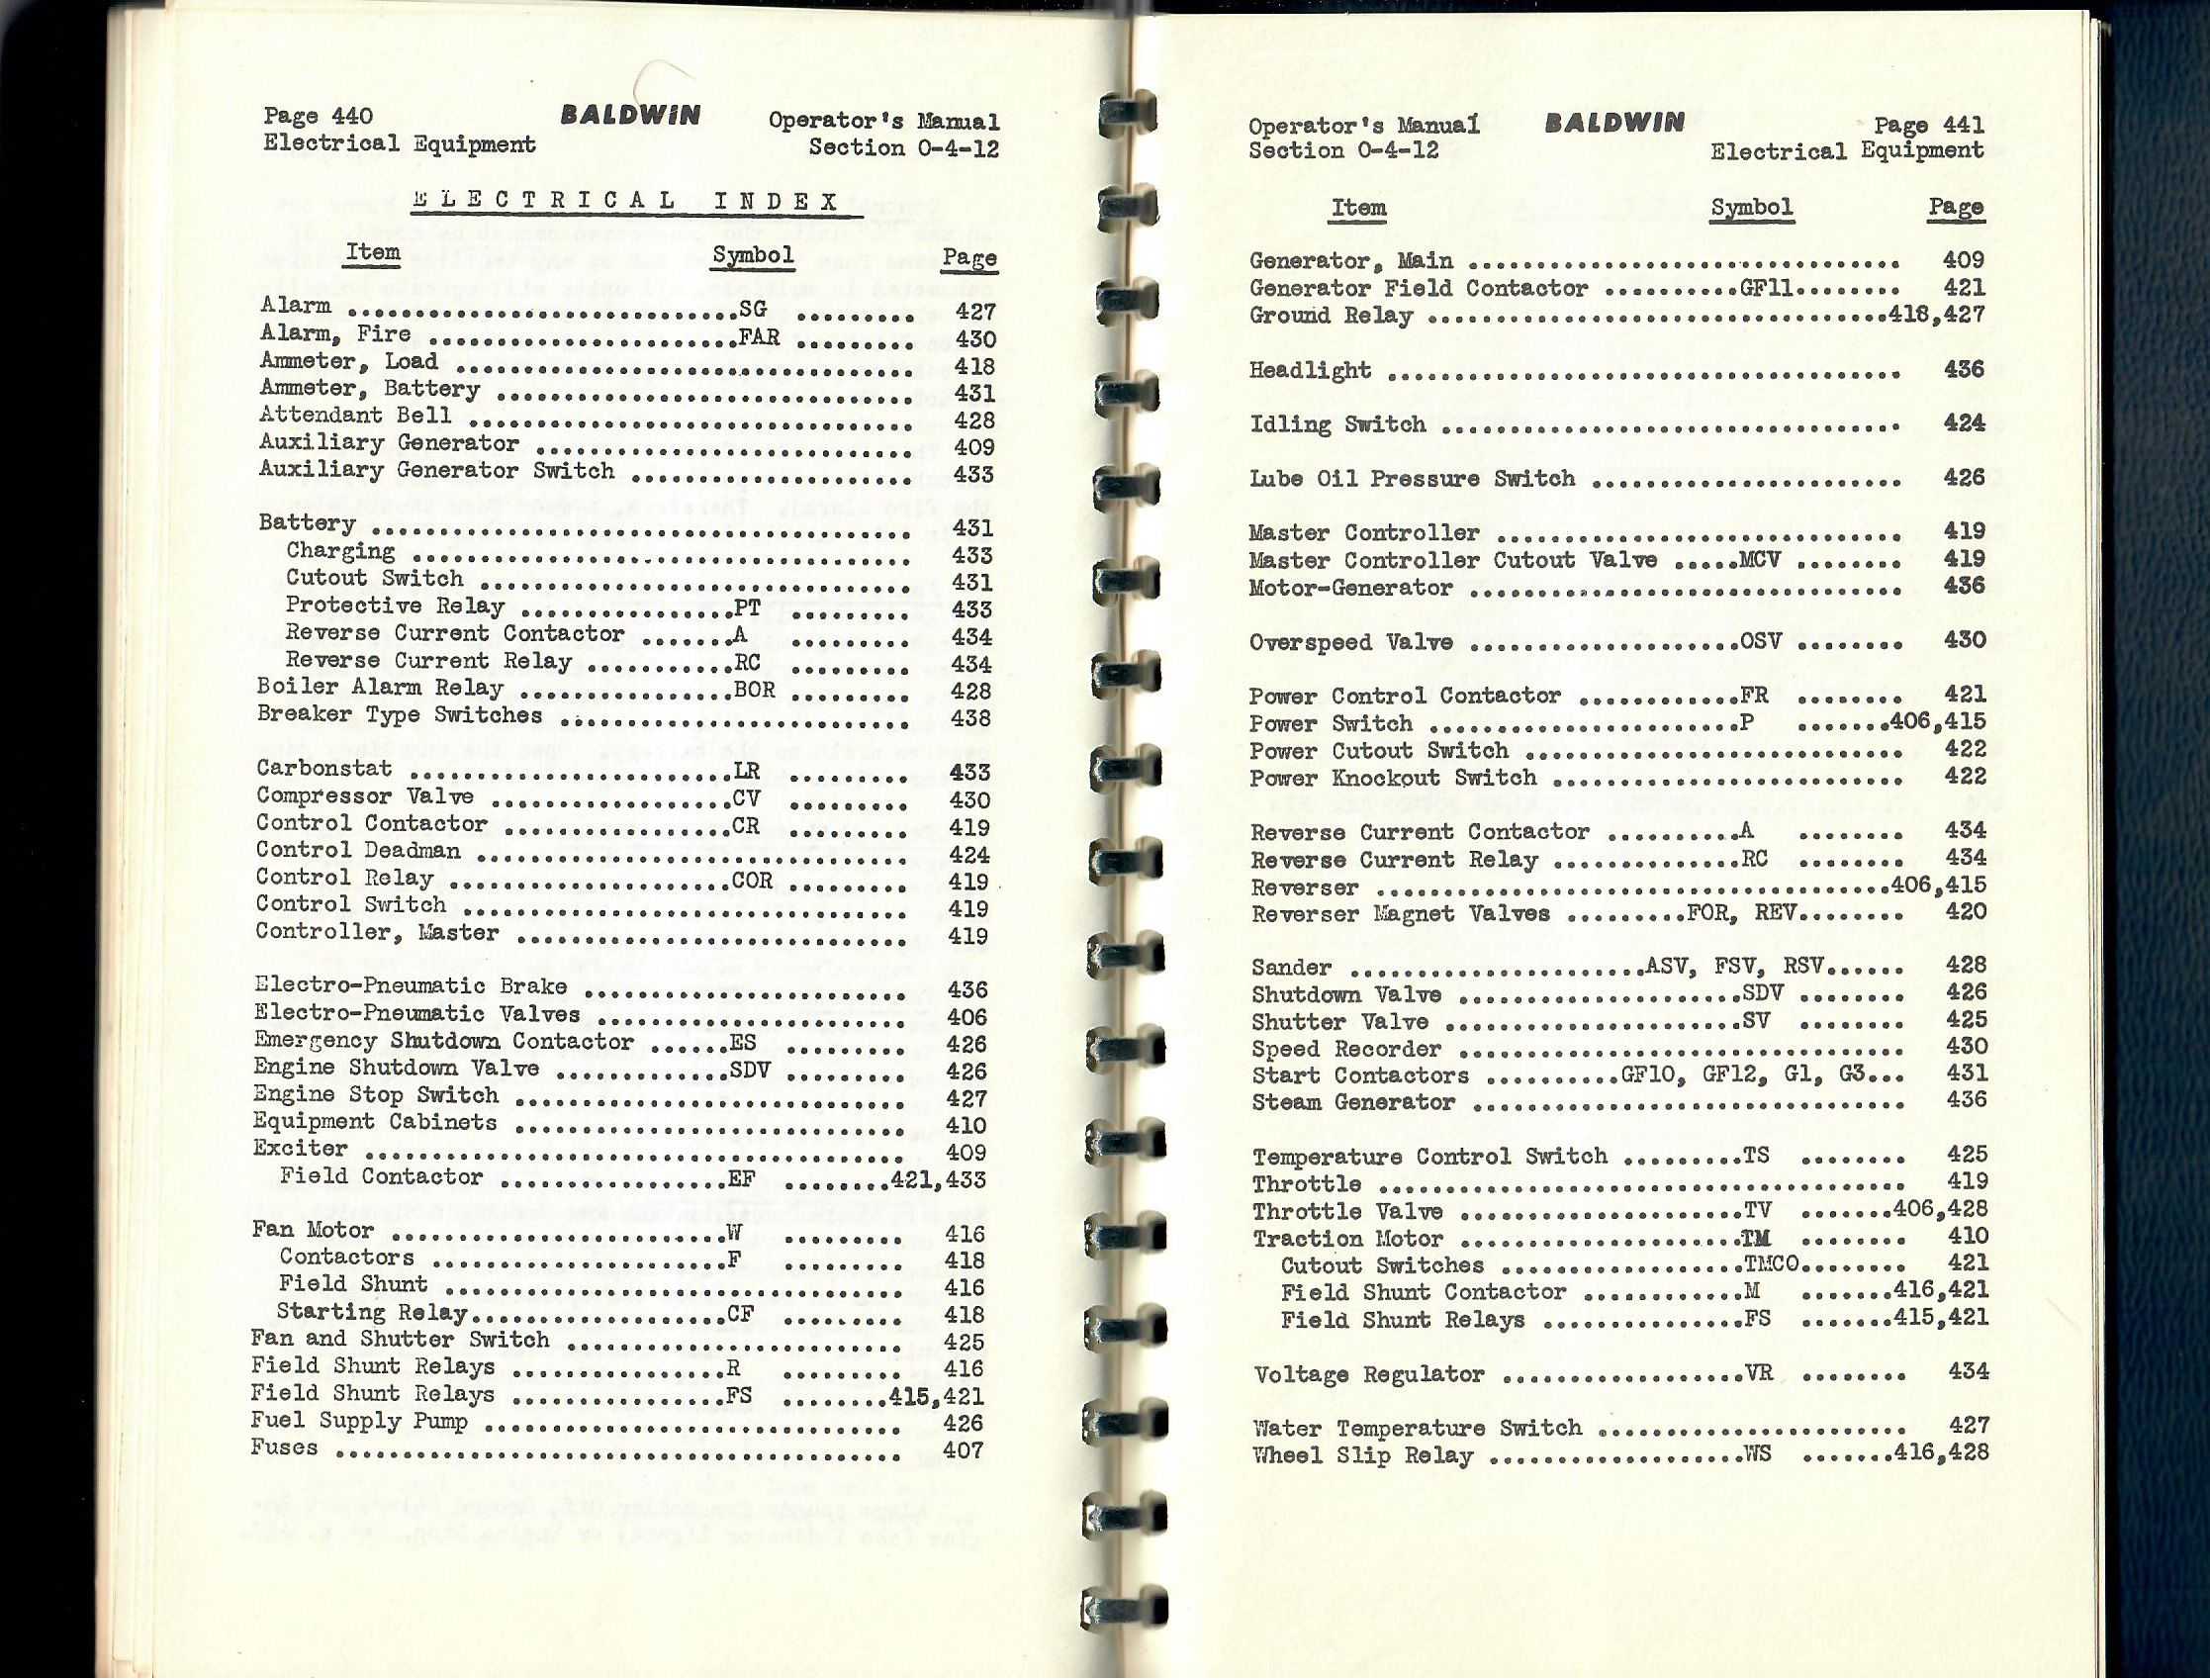 Page 440 BALDWIN Operator's Manual
Electrical Equipment Section O-4-12
ELECTRICAL INDEX
Item Symbol Page
Alarm .............................SG ......... 427
Alarm, Fire .......................FAR ......... 430
Ammeter, Load .................................. 418
Ammeter, Battery ............................... 431
Attendant Bell ................................. 428
Auxiliary Generator ............................ 409
Auxiliary Generator Switch ..................... 433
Battery ........................................ 431
Charging ..................................... 433
Cutout Switch ................................ 431
Protective Relay ................PT ......... 433
Reverse Current Contactor .......A ......... 434
Reverse Current Relay ...........RC ......... 434
Boiler Alarm Relay ................BOR ......... 428
Breaker Type Switches .......................... 438
Carbonstat ........................LR ......... 433
Compressor Valve ..................CV ......... 430
Control Contactor .................CR ......... 419
Control Deadman ................................ 424
Control Relay .....................COR ......... 419
Control Switch ................................. 419
Controller, Master ............................. 419
Electro-Pneumatic Brake ........................ 436
Electro-Pneumatic Valves ....................... 406
Emergency Shutdown Contactor ......ES ......... 426
Engine Shutdown Valve .............SDV ......... 426
Engine Stop Switch ............................. 427
Equipment Cabinets ............................. 410
Exciter ........................................ 409
Field Contactor .................EF ........421,433
Fan Motor .........................W ......... 416
Contactors ......................F ......... 418
Field Shunt .................................. 416
Starting Relay...................CF ......... 418
Fan and Shutter Switch ......................... 425
Field Shunt Relays ................R ......... 416
Field Shunt Relays ................FS ........415,421
Fuel Supply Pump ............................... 426
Fuses .......................................... 407
Operator's Manual BALDWIN Page 441
Section O-4-12 Electrical Equipment
Item Symbol Page
Generator, Main ................................ 409
Generator Field Contactor ..........GF11........ 421
Ground Relay ..................................418,427
Headlight ...................................... 436
Idling Switch .................................. 424
Lube Oil Pressure Switch ....................... 426
Master Controller .............................. 419
Master Controller Cutout Valve .....MCV ........ 419
Motor-Generator ................................ 436
Overspeed Valve ....................OSV ........ 430
Power Control Contactor ............FR ........ 421
Power Switch .......................P .......406,415
Power Cutout Switch ............................ 422
Power Knockout Switch .......................... 422
Reverse Current Contactor ..........A ........ 434
Reverse Current Relay ..............RC ........ 434
Reverser ......................................406,415
Reverser Magnet Valves .........FOR, REV........ 420
Sander ......................ASV, FSV, RSV...... 428
Shutdown Valve .....................SDV ........ 426
Shutter Valve ......................SV ........ 425
Speed Recorder ................................. 430
Start Contactors ..........GF10, GF12, G1, G3... 431
Steam Generator ................................ 436
Temperature Control Switch .........TS ........ 425
Throttle ....................................... 419
Throttle Valve .....................TV .......406,428
Traction Motor .....................TM ........ 410
Cutout Switches ..................TMCO........ 421
Field Shunt Contactor ............M .......416,421
Field Shunt Relays ...............FS .......415,421
Voltage Regulator ..................VR ........ 434
Water Temperature Switch ....................... 427
Wheel Slip Relay ...................WS .......416,428